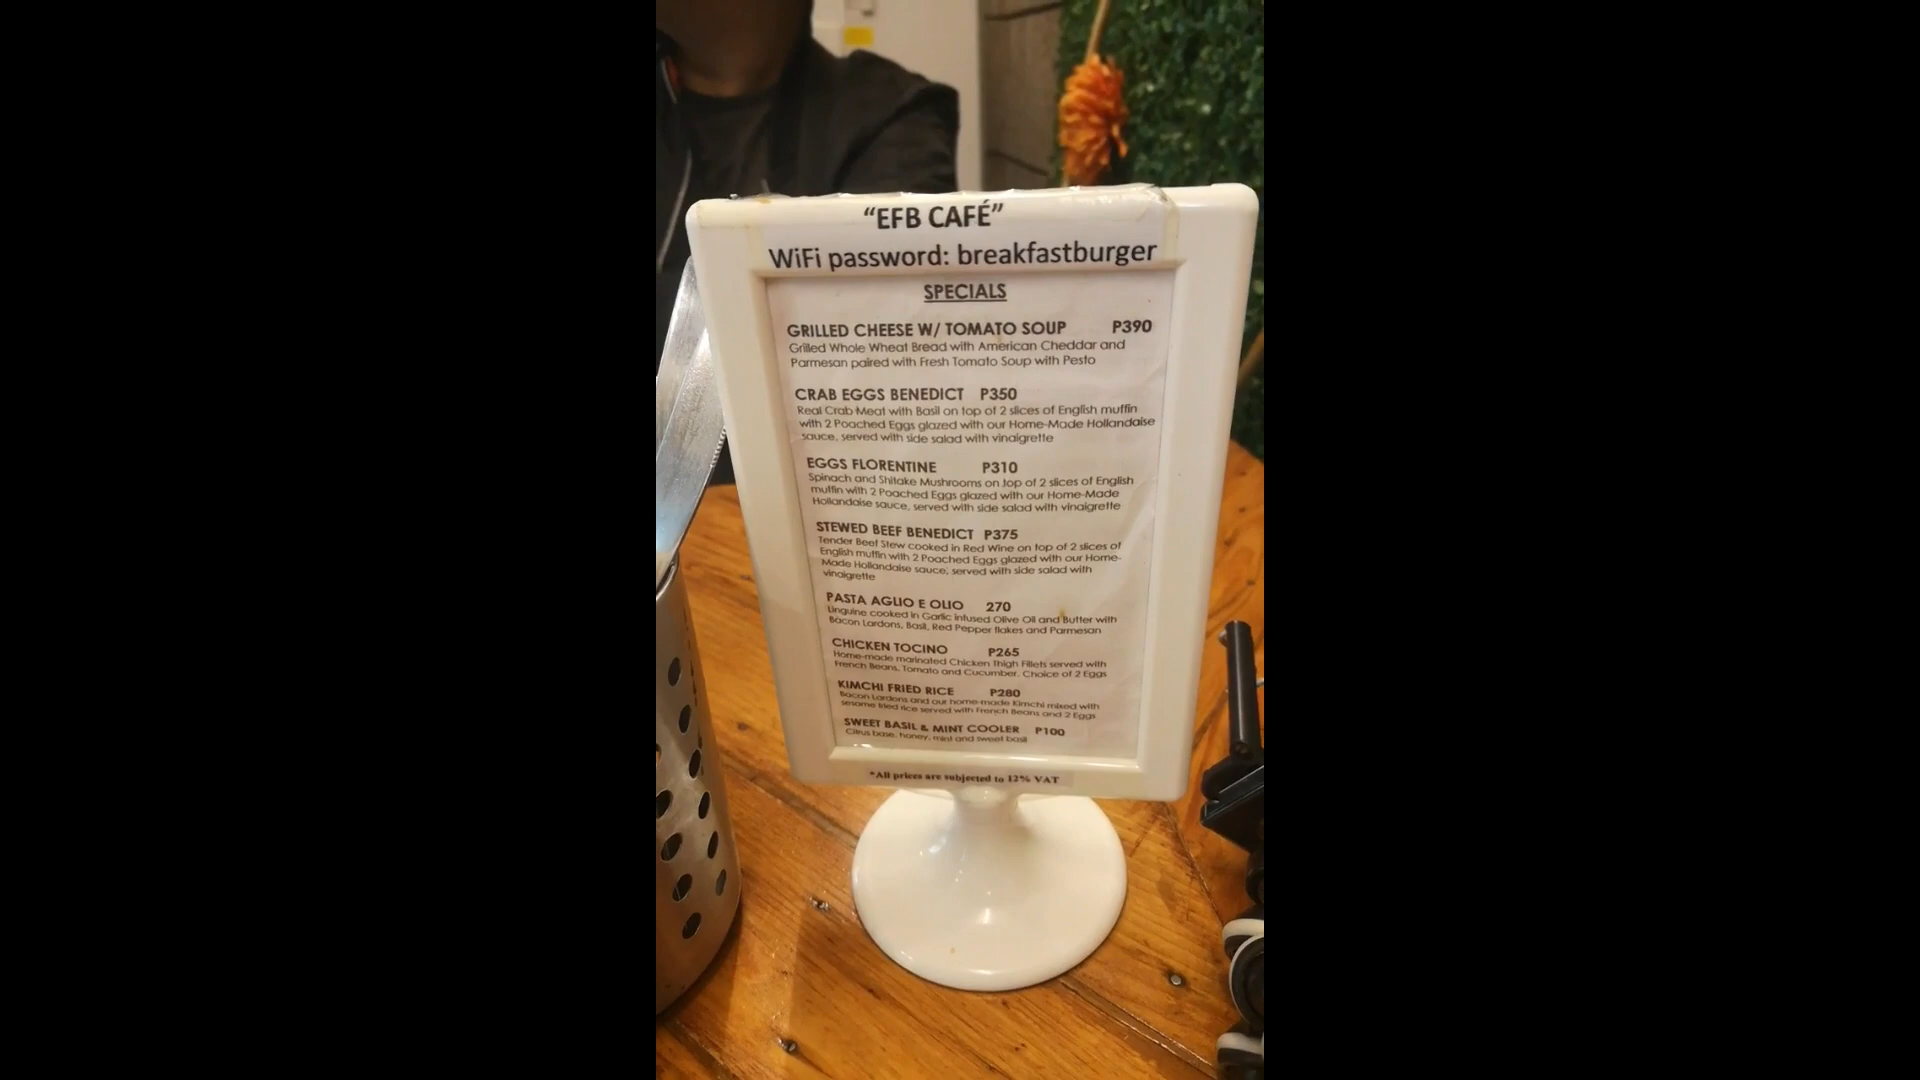 “EFB CAFÉ”
WiFi password: breakfastburger
SPECIALS
GRILLED CHEESE W/ TOMATO SOUP P390
Grilled Whole Wheat Bread with American Cheddar and
Parmesan paired with Fresh Tomato Soup with Pesto
CRAB EGGS BENEDICT P350
Real Crab Meat with Basil on top of 2 slices of English muffin
with 2 Poached Eggs glazed with our Home-Made Hollandaise
sauce, served with side salad with vinaigrette
EGGS FLORENTINE P310
Spinach and Shitake Mushrooms on top of 2 slices of English
muffin with 2 Poached Eggs glazed with our Home-Made
Hollandaise sauce, served with side salad with vinaigrette
STEWED BEEF BENEDICT P375
Tender Beef Stew cooked in Red Wine on top of 2 slices of
English muffin with 2 Poached Eggs glazed with our Home-
Made Hollandaise sauce, served with side salad with
vinaigrette
PASTA AGLIO E OLIO 270
Linguine cooked in Garlic infused Olive Oil and Butter with
Bacon Lardons, Basil, Red Pepper flakes and Parmesan
CHICKEN TOCINO P265
Home-made marinated Chicken Thigh Fillets served with
French Beans, Tomato and Cucumber. Choice of 2 Eggs
KIMCHI FRIED RICE P280
Bacon Lardons and our home-made Kimchi mixed with
sesame fried rice served with French Beans and 2 Eggs
SWEET BASIL & MINT COOLER P100
Citrus base, honey, mint and sweet basil
*All prices are subjected to 12% VAT